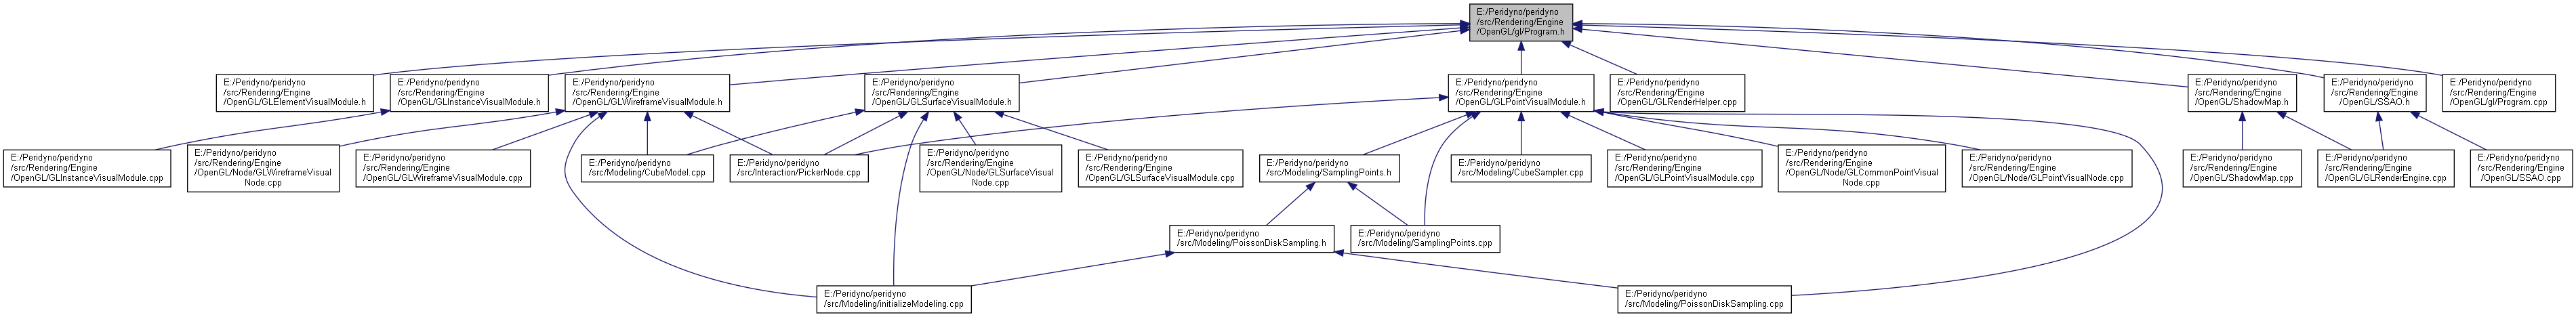 E:/Peridyno/peridyno
/src/Rendering/Engine
/OpenGL/gl/Program.h
E:/Peridyno/peridyno
/src/Rendering/Engine
/OpenGL/GLElementVisualModule.h
E:/Peridyno/peridyno
/src/Rendering/Engine
/OpenGL/GLInstanceVisualModule.h
E:/Peridyno/peridyno
/src/Rendering/Engine
/OpenGL/GLWireframeVisualModule.h
E:/Peridyno/peridyno
/src/Rendering/Engine
/OpenGL/GLSurfaceVisualModule.h
E:/Peridyno/peridyno
/src/Rendering/Engine
/OpenGL/GLPointVisualModule.h
E:/Peridyno/peridyno
/src/Rendering/Engine
/OpenGL/GLRenderHelper.cpp
E:/Peridyno/peridyno
/src/Rendering/Engine
/OpenGL/ShadowMap.h
E:/Peridyno/peridyno
/src/Rendering/Engine
/OpenGL/SSAO.h
E:/Peridyno/peridyno
/src/Rendering/Engine
/OpenGL/gl/Program.cpp
E:/Peridyno/peridyno
/src/Rendering/Engine
/OpenGL/GLInstanceVisualModule.cpp
E:/Peridyno/peridyno
/src/Rendering/Engine
/OpenGL/Node/GLWireframeVisual
Node.cpp
E:/Peridyno/peridyno
/src/Rendering/Engine
/OpenGL/GLWireframeVisualModule.cpp
E:/Peridyno/peridyno
/src/Modeling/CubeModel.cpp
E:/Peridyno/peridyno
/src/Interaction/PickerNode.cpp
E:/Peridyno/peridyno
/src/Rendering/Engine
/OpenGL/Node/GLSurfaceVisual
Node.cpp
E:/Peridyno/peridyno
/src/Rendering/Engine
/OpenGL/GLSurfaceVisualModule.cpp
E:/Peridyno/peridyno
/src/Modeling/SamplingPoints.h
E:/Peridyno/peridyno
/src/Modeling/CubeSampler.cpp
E:/Peridyno/peridyno
/src/Rendering/Engine
/OpenGL/GLPointVisualModule.cpp
E:/Peridyno/peridyno
/src/Rendering/Engine
/OpenGL/Node/GLCommonPointVisual
Node.cpp
E:/Peridyno/peridyno
/src/Rendering/Engine
/OpenGL/Node/GLPointVisualNode.cpp
E:/Peridyno/peridyno
/src/Rendering/Engine
/OpenGL/ShadowMap.cpp
E:/Peridyno/peridyno
/src/Rendering/Engine
/OpenGL/GLRenderEngine.cpp
E:/Peridyno/peridyno
/src/Rendering/Engine
/OpenGL/SSAO.cpp
E:/Peridyno/peridyno
/src/Modeling/PoissonDiskSampling.h
E:/Peridyno/peridyno
/src/Modeling/SamplingPoints.cpp
E:/Peridyno/peridyno
/src/Modeling/initializeModeling.cpp
E:/Peridyno/peridyno
/src/Modeling/PoissonDiskSampling.cpp